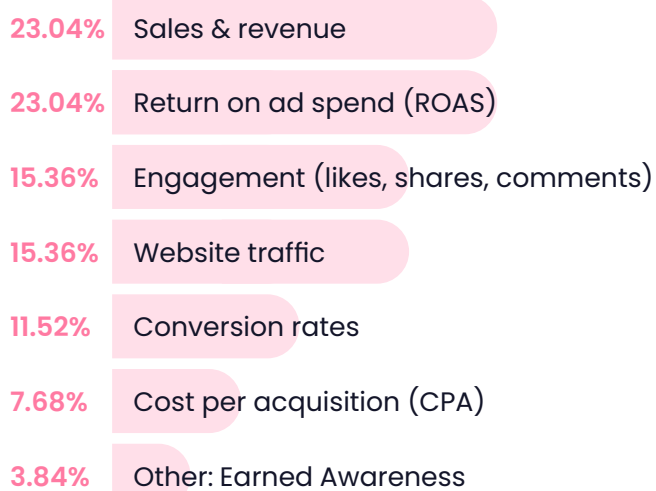 23.04% Sales & revenue
23.04% Return on ad spend (ROAS)
15.36% Engagement (likes, shares, comments)
15.36% Website traffic
11.52% Conversion rates
7.68% Cost per acquisition (CPA)
3.84% Other: Earned Awareness